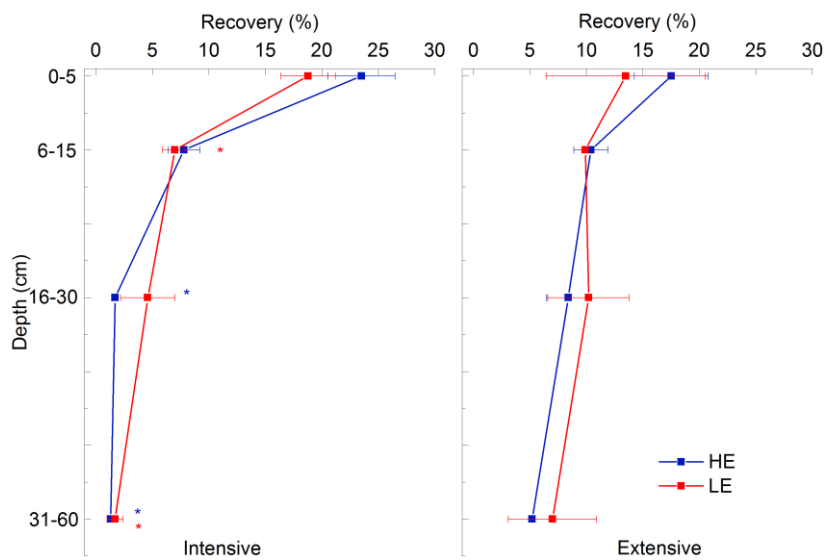 Recovery (%)
Recovery (%)
0 5 10 15 20 25 30
0 5 10 15 20 25 30
0-5
6-15
*
16-30
*
Depth (cm)
HE
LE
31-60
*
*
Intensive
Extensive